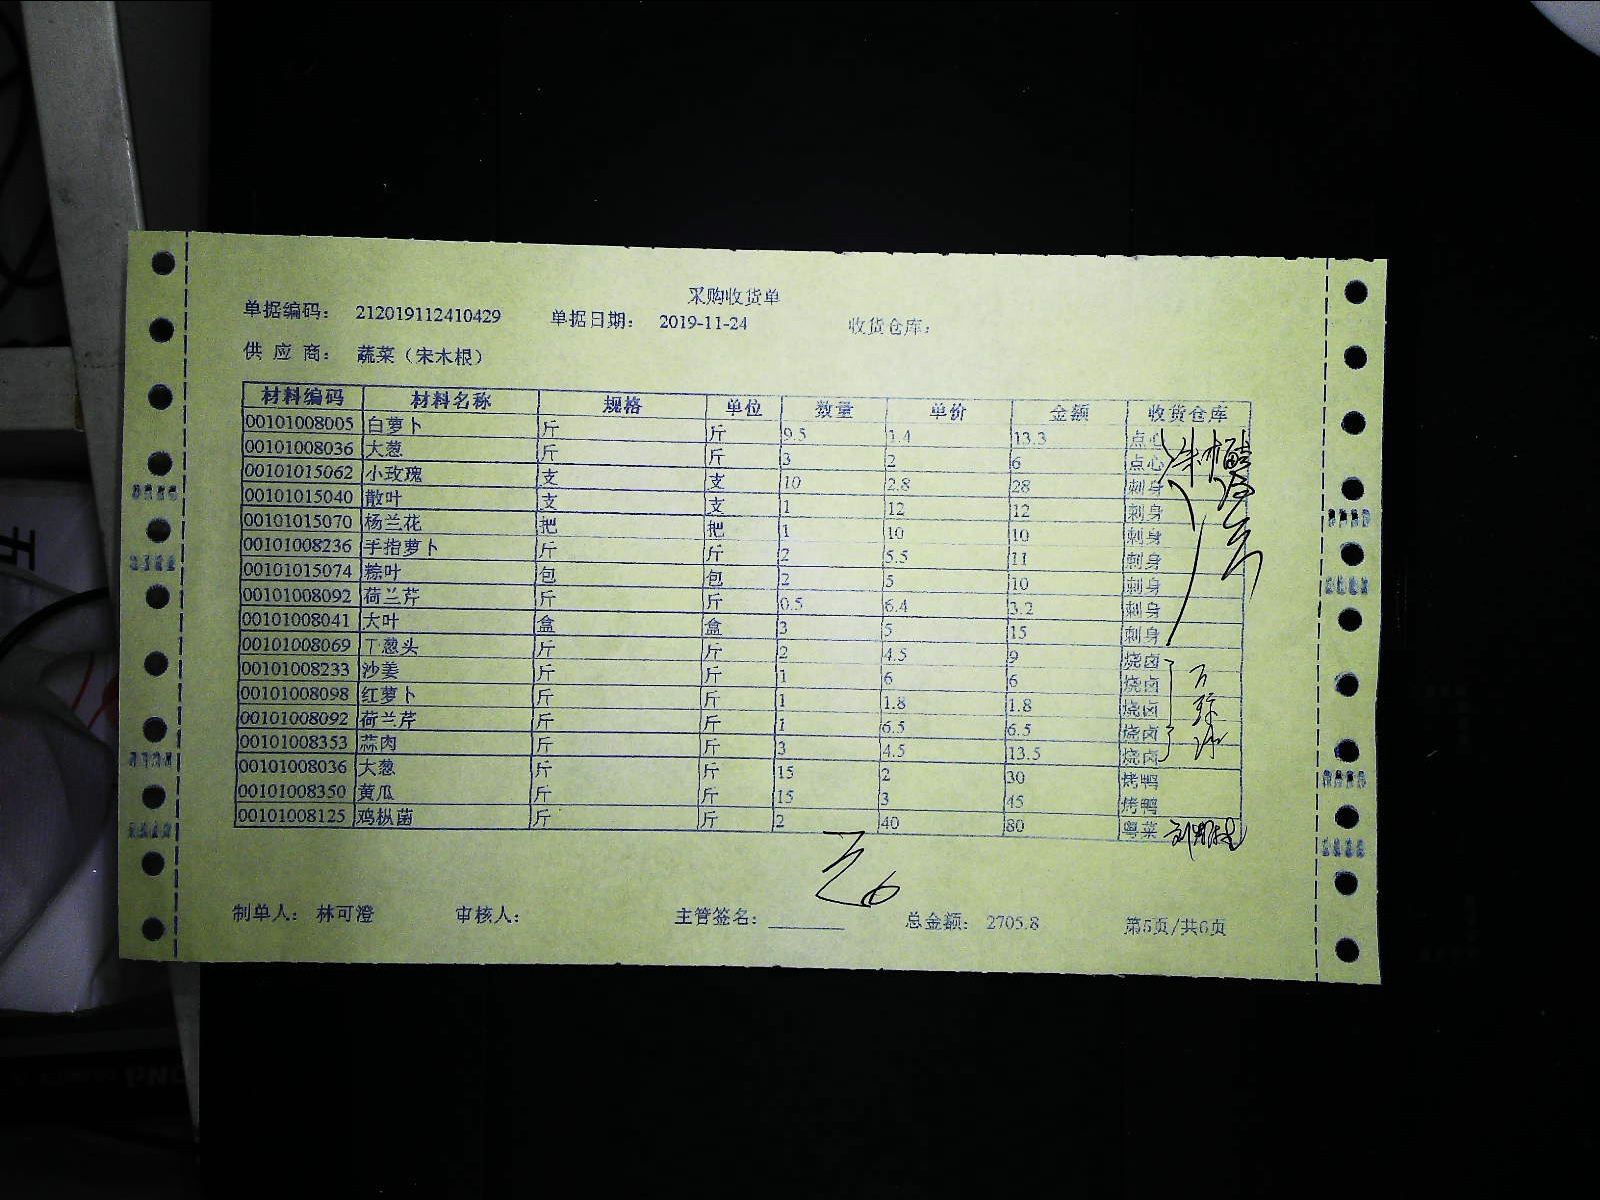 采购收货单
单据编码： 212019112410429 单据日期： 2019-11-24 收货仓库：
供 应 商： 蔬菜（宋木根）
材料编码 材料名称 规格 单位 数量 单价 金额 收货仓库
00101008005 白萝卜 斤 斤 9.5 1.4 13.3 点心
00101008036 大葱 斤 斤 3 2 6 点心
00101015062 小玫瑰 支 支 10 2.8 28 刺身
00101015040 散叶 支 支 1 12 12 刺身
00101015070 杨兰花 把 把 1 10 10 刺身
00101008236 手指萝卜 斤 斤 2 5.5 11 刺身
00101015074 粽叶 包 包 2 5 10 刺身
00101008092 荷兰芹 斤 斤 0.5 6.4 3.2 刺身
00101008041 大叶 盒 盒 3 5 15 刺身
00101008069 丅葱头 斤 斤 2 4.5 9 烧卤
00101008233 沙姜 斤 斤 1 6 6 烧卤
00101008098 红萝卜 斤 斤 1 1.8 1.8 烧卤
00101008092 荷兰芹 斤 斤 1 6.5 6.5 烧卤
00101008353 蒜肉 斤 斤 3 4.5 13.5 烧卤
00101008036 大葱 斤 斤 15 2 30 烤鸭
00101008350 黄瓜 斤 斤 15 3 45 烤鸭
00101008125 鸡枞菌 斤 斤 2 40 80 粤菜
制单人： 林可澄 审核人： 主管签名： 总金额： 2705.8 第5页/共6页